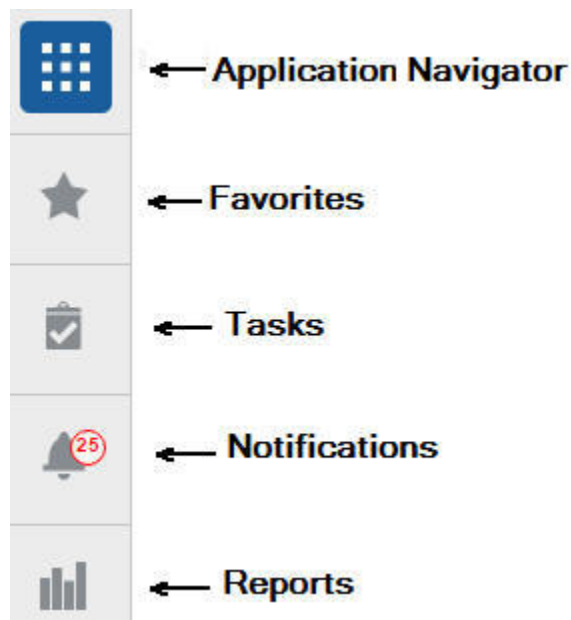 Application Navigator
Favorites
Tasks
25
Notifications
Reports